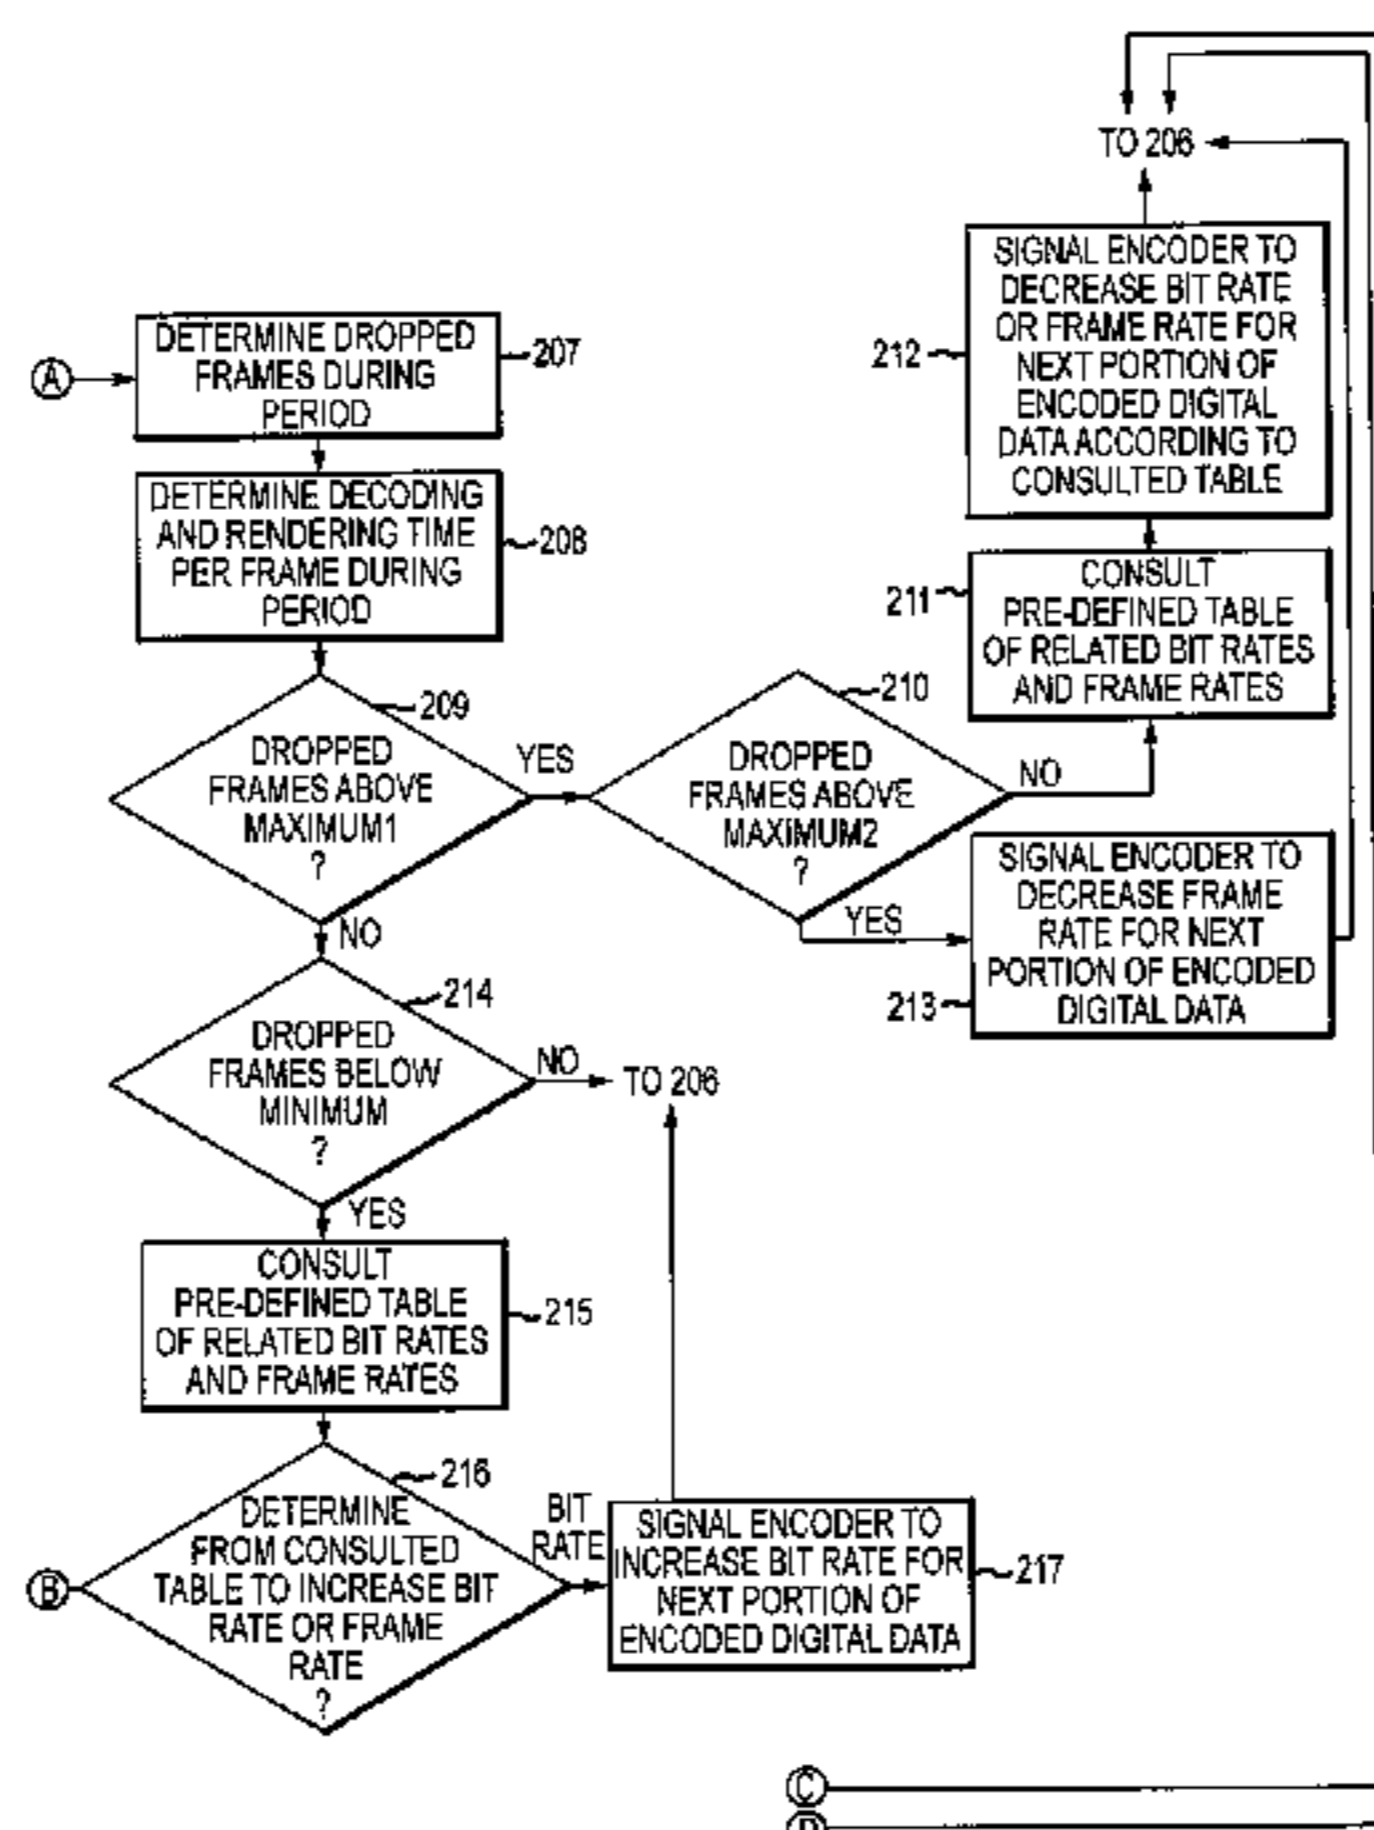 TO 206
SIGNAL ENCODER TO
DECREASE BIT RATE
OR FRAME RATE FOR
NEXT PORTION OF
ENCODED DIGITAL
DATA ACCORDING TO
CONSULTED TABLE
212
A
DETERMINE DROPPED
FRAMES DURING
PERIOD
207
DETERMINE DECODING
AND RENDERING TIME
PER FRAME DURING
PERIOD
208
CONSULT
PRE-DEFINED TABLE
OF RELATED BIT RATES
AND FRAME RATES
211
209
DROPPED
FRAMES ABOVE
MAXIMUM1
?
YES
NO
210
DROPPED
FRAMES ABOVE
MAXIMUM2
?
NO
YES
SIGNAL ENCODER TO
DECREASE FRAME
RATE FOR NEXT
PORTION OF ENCODED
DIGITAL DATA
213
214
DROPPED
FRAMES BELOW
MINIMUM
?
NO
TO 206
YES
CONSULT
PRE-DEFINED TABLE
OF RELATED BIT RATES
AND FRAME RATES
215
216
DETERMINE
FROM CONSULTED
TABLE TO INCREASE BIT
RATE OR FRAME
RATE
?
B
BIT
RATE
SIGNAL ENCODER TO
INCREASE BIT RATE FOR
NEXT PORTION OF
ENCODED DIGITAL DATA
217
C